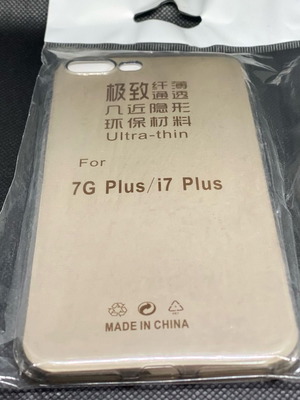 极致纤薄
通透
几近隐形
环保材料
Ultra-thin
For
7G Plus/i7 Plus
MADE IN CHINA